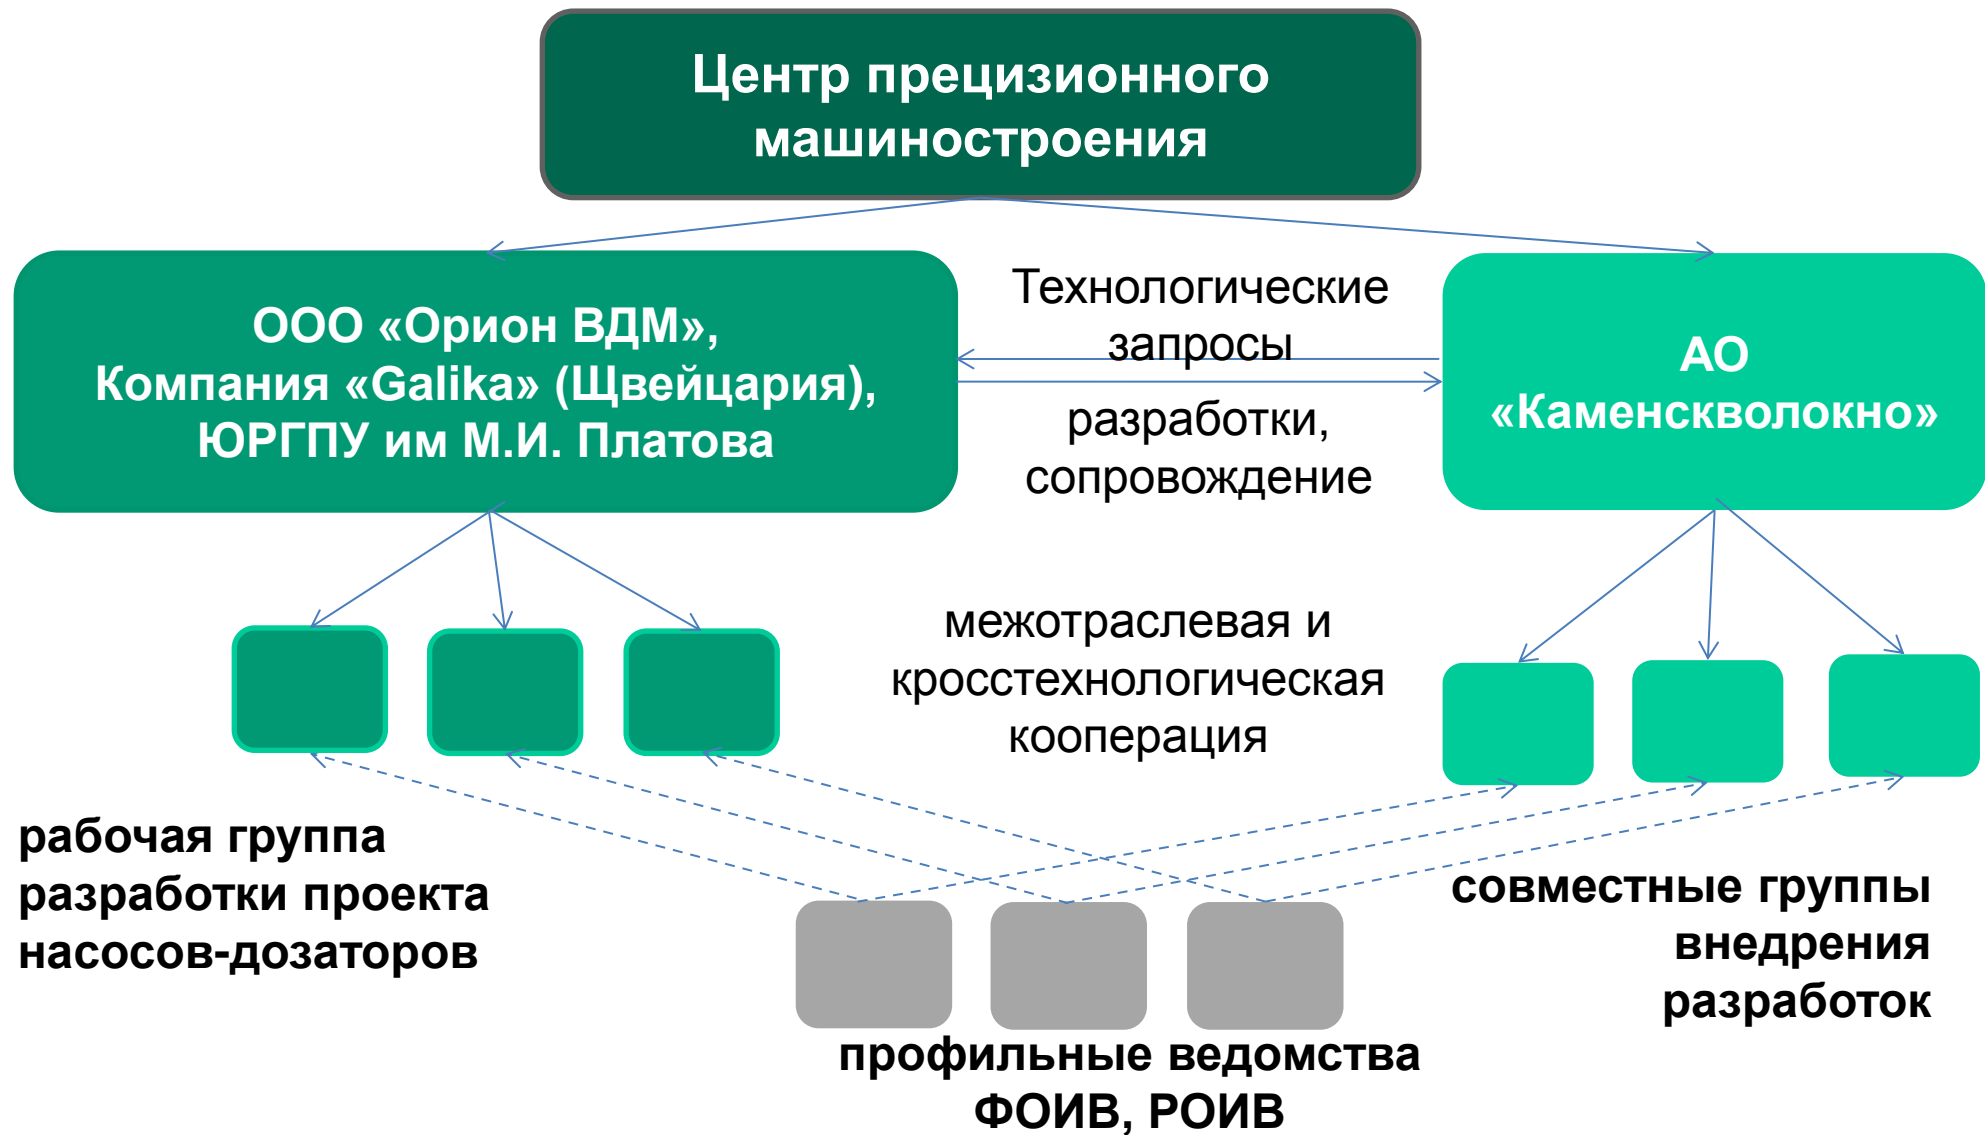 Центр прецизионного
машиностроения
ООО «Орион ВДМ»,
Компания «Galika» (Щвейцария),
ЮРГПУ им М.И. Платова
Технологические
запросы
разработки,
сопровождение
АО
«Каменскволокно»
межотраслевая и
кросстехнологическая
кооперация
рабочая группа
разработки проекта
насосов-дозаторов
совместные группы
внедрения
разработок
профильные ведомства
ФОИВ, РОИВ